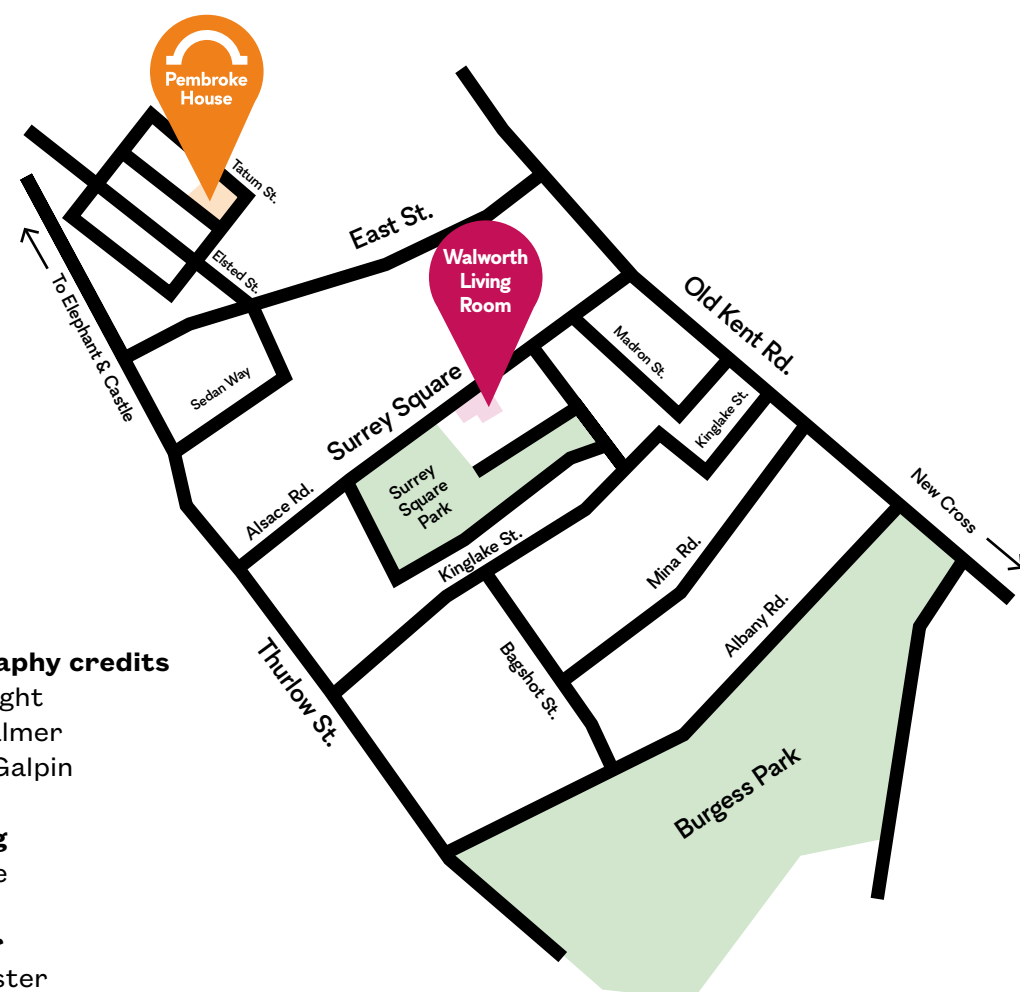 Pembroke
House
Tatum St.
East St.
Walworth
Living
Room
Elsted St.
To Elephant & Castle
Old Kent Rd.
Madron St.
Sedan Way
Surrey Square
Kinglake St.
Surrey
Square
Park
New Cross
Alsace Rd.
Kinglake St.
Mina Rd.
Albany Rd.
Thurlow St.
Bagshot St.
Burgess Park
aphy credits
ght
lmer
Galpin
g
e
ster